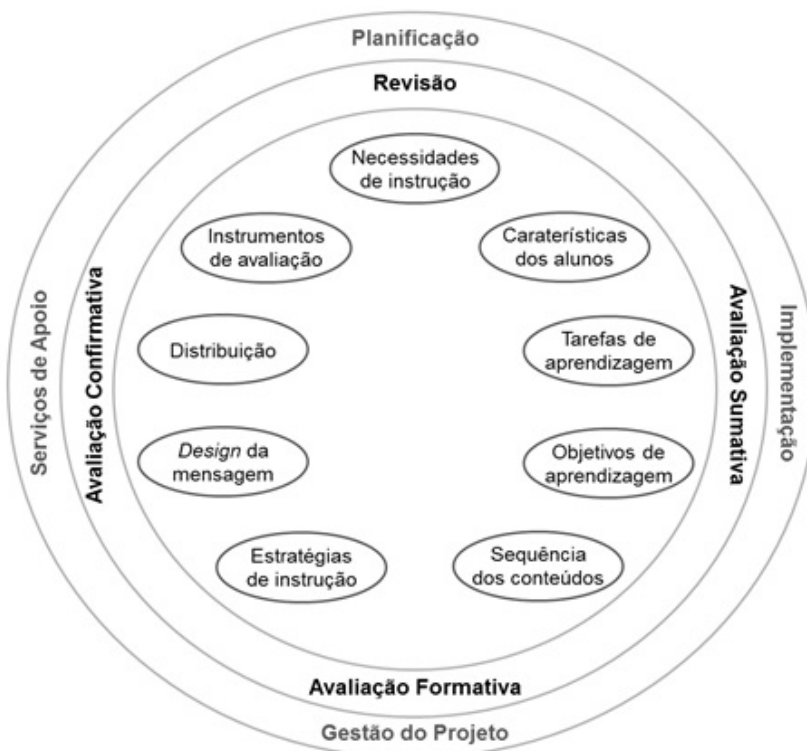 Planificação
Revisão
Necessidades
de instrução
Instrumentos
de avaliação
Caraterísticas
dos alunos
Distribuição
Tarefas de
aprendizagem
Design da
mensagem
Objetivos de
aprendizagem
Estratégias
de instrução
Sequência
dos conteúdos
Serviços de Apoio
Avaliação Confirmativa
Avaliação Sumativa
Implementação
Avaliação Formativa
Gestão do Projeto